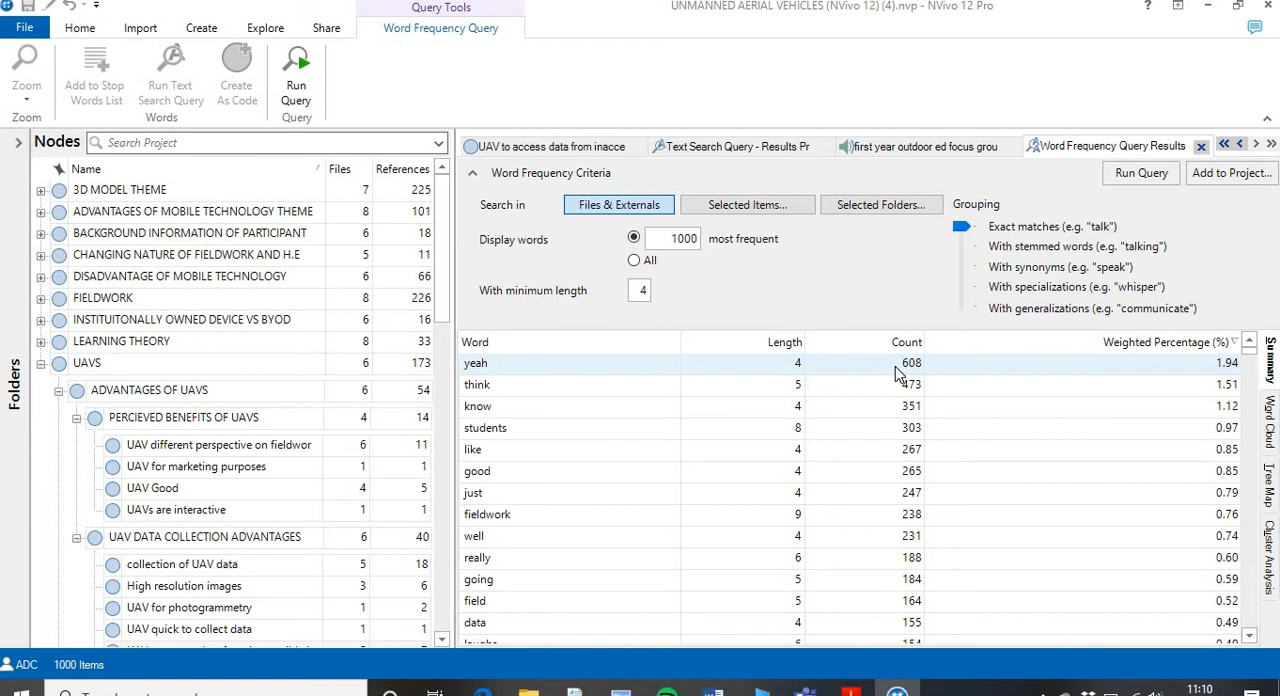 Query Tools
UNMANNED AERIAL VEHICLES (NVivo 12) (4).nvp - NVivo 12 Pro
File Home Import Create Explore Share Word Frequency Query
Zoom
Add to Stop Words List
Run Text Search Query
Create As Code
Run Query
Zoom Words Query
Nodes Search Project
UAV to access data from inacce Text Search Query - Results Pr first year outdoor ed focus grou Word Frequency Query Results
Name Files References
3D MODEL THEME 7 225
ADVANTAGES OF MOBILE TECHNOLOGY THEME 8 101
BACKGROUND INFORMATION OF PARTICIPANT 6 18
CHANGING NATURE OF FIELDWORK AND H.E 5 11
DISADVANTAGE OF MOBILE TECHNOLOGY 6 66
FIELDWORK 8 226
INSTITUITONALLY OWNED DEVICE VS BYOD 6 16
LEARNING THEORY 8 33
UAVS 6 173
ADVANTAGES OF UAVS 6 54
PERCIEVED BENEFITS OF UAVS 4 14
UAV different perspective on fieldwor 6 11
UAV for marketing purposes 1 1
UAV Good 4 5
UAVs are interactive 1 1
UAV DATA COLLECTION ADVANTAGES 6 40
collection of UAV data 5 18
High resolution images 3 6
UAV for photogrammetry 1 2
UAV quick to collect data 1 1
Folders
Word Frequency Criteria Run Query Add to Project...
Search in Files & Externals Selected Items... Selected Folders... Grouping
Exact matches (e.g. "talk")
Display words 1000 most frequent
With stemmed words (e.g. "talking")
All
With synonyms (e.g. "speak")
With minimum length 4
With specializations (e.g. "whisper")
With generalizations (e.g. "communicate")
Word Length Count Weighted Percentage (%)
yeah 4 608 1.94
think 5 473 1.51
know 4 351 1.12
students 8 303 0.97
like 4 267 0.85
good 4 265 0.85
just 4 247 0.79
fieldwork 9 238 0.76
well 4 231 0.74
really 6 188 0.60
going 5 184 0.59
field 5 164 0.52
data 4 155 0.49
laughs 6 154 0.49
Summary
Word Cloud
Tree Map
Cluster Analysis
ADC 1000 Items
11:10